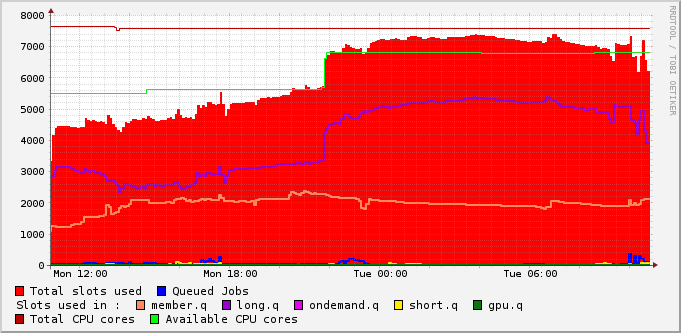 8000
7000
6000
5000
4000
3000
2000
1000
0
Mon 12:00 Mon 18:00 Tue 00:00 Tue 06:00
RRDTOOL / TOBI OETIKER
Total slots used Queued Jobs
Slots used in : member.q long.q ondemand.q short.q gpu.q
Total CPU cores Available CPU cores